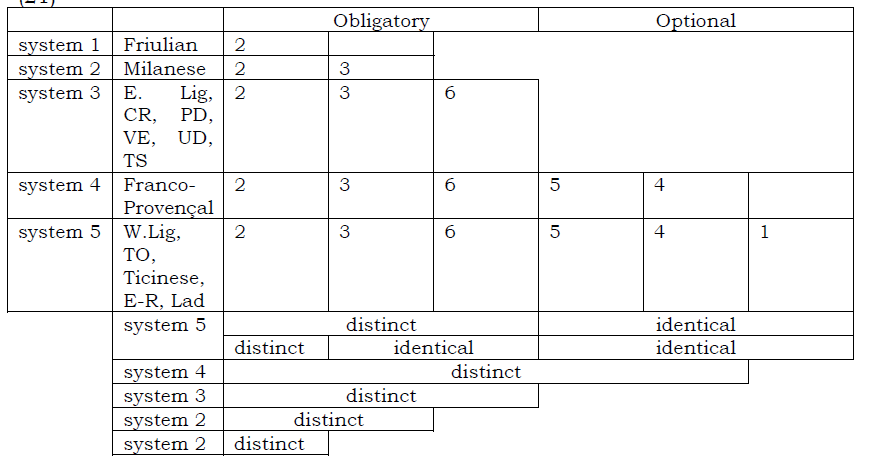 Obligatory Optional
system 1 Friulian 2
system 2 Milanese 2 3
system 3 E. Lig, 2 3 6
CR, PD,
VE, UD,
TS
system 4 Franco- 2 3 6 5 4
Provençal
system 5 W.Lig, 2 3 6 5 4 1
TO,
Ticinese,
E-R, Lad
system 5 distinct identical
distinct identical identical
system 4 distinct
system 3 distinct
system 2 distinct
system 2 distinct